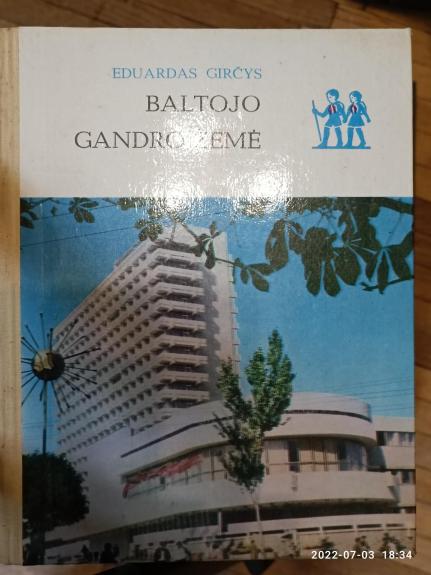 EDUARDAS GIRČYS
BALTOJO
GANDRO ŽEMĖ
2022-07-03 18:34